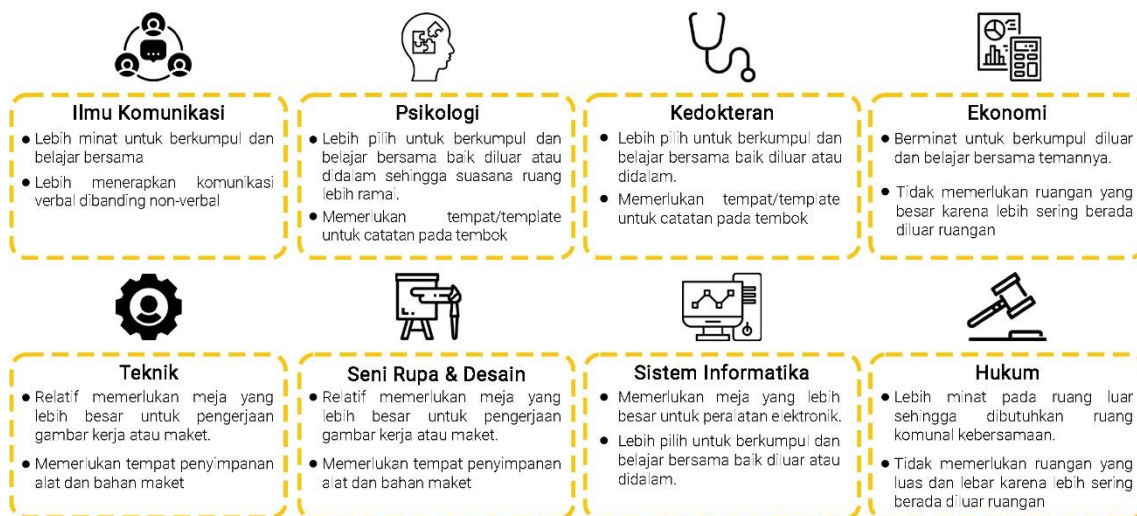 Ilmu Komunikasi
● Lebih minat untuk berkumpul dan
belajar bersama
● Lebih menerapkan komunikasi
verbal dibanding non-verbal
Psikologi
● Lebih pilih untuk berkumpul dan
belajar bersama baik diluar atau
didalam sehingga suasana ruang
lebih ramai.
● Memerlukan tempat/template
untuk catatan pada tembok
Kedokteran
● Lebih pilih untuk berkumpul dan
belajar bersama baik diluar atau
didalam.
● Memerlukan tempat/template
untuk catatan pada tembok
Ekonomi
● Berminat untuk berkumpul diluar
dan belajar bersama temannya.
● Tidak memerlukan ruangan yang
besar karena lebih sering berada
diluar ruangan
Teknik
● Relatif memerlukan meja yang
lebih besar untuk pengerjaan
gambar kerja atau maket.
● Memerlukan tempat penyimpanan
alat dan bahan maket
Seni Rupa & Desain
● Relatif memerlukan meja yang
lebih besar untuk pengerjaan
gambar kerja atau maket.
● Memerlukan tempat penyimpanan
alat dan bahan maket
Sistem Informatika
● Memerlukan meja yang lebih
besar untuk peralatan elektronik.
● Lebih pilih untuk berkumpul dan
belajar bersama baik diluar atau
didalam.
Hukum
● Lebih minat pada ruang luar
sehingga dibutuhkan ruang
komunal kebersamaan.
● Tidak memerlukan ruangan yang
luas dan lebar karena lebih sering
berada diluar ruangan